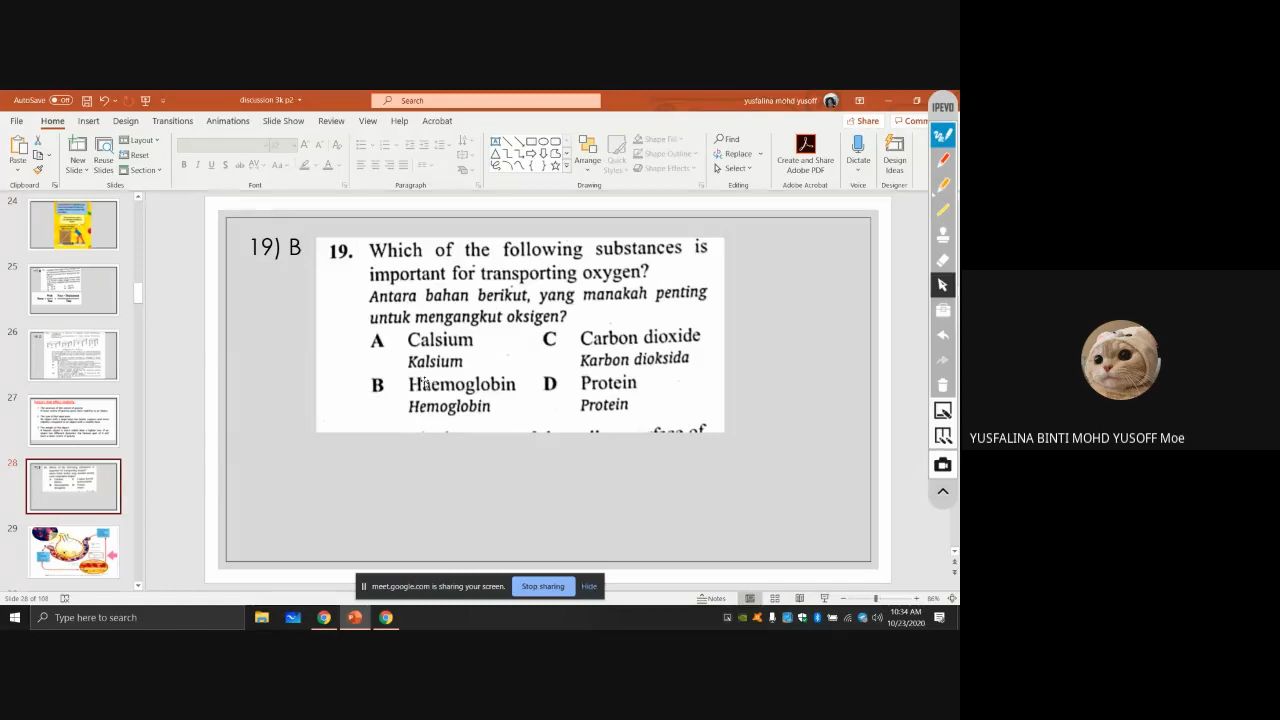 AutoSave Off discussion 3k p2 Search yusfalina mohd yusoff
IPEVO
File Home Insert Design Transitions Animations Slide Show Review View Help Acrobat Share Comm
Paste New Slide Reuse Slides Layout Reset Section Arrange Quick Styles Shape Fill Shape Outline Shape Effects Find Replace Select Create and Share Adobe PDF Dictate Design Ideas
Clipboard Slides Font Paragraph Drawing Editing Adobe Acrobat Voice Designer
24
25
26
27
28
29
19) B
19. Which of the following substances is
important for transporting oxygen?
Antara bahan berikut, yang manakah penting
untuk mengangkut oksigen?
A Calsium C Carbon dioxide
Kalsium Karbon dioksida
B Haemoglobin D Protein
Hemoglobin Protein
YUSFALINA BINTI MOHD YUSOFF Moe
meet.google.com is sharing your screen. Stop sharing Hide
Slide 28 of 108 Notes 86%
Type here to search 10:34 AM
10/23/2020